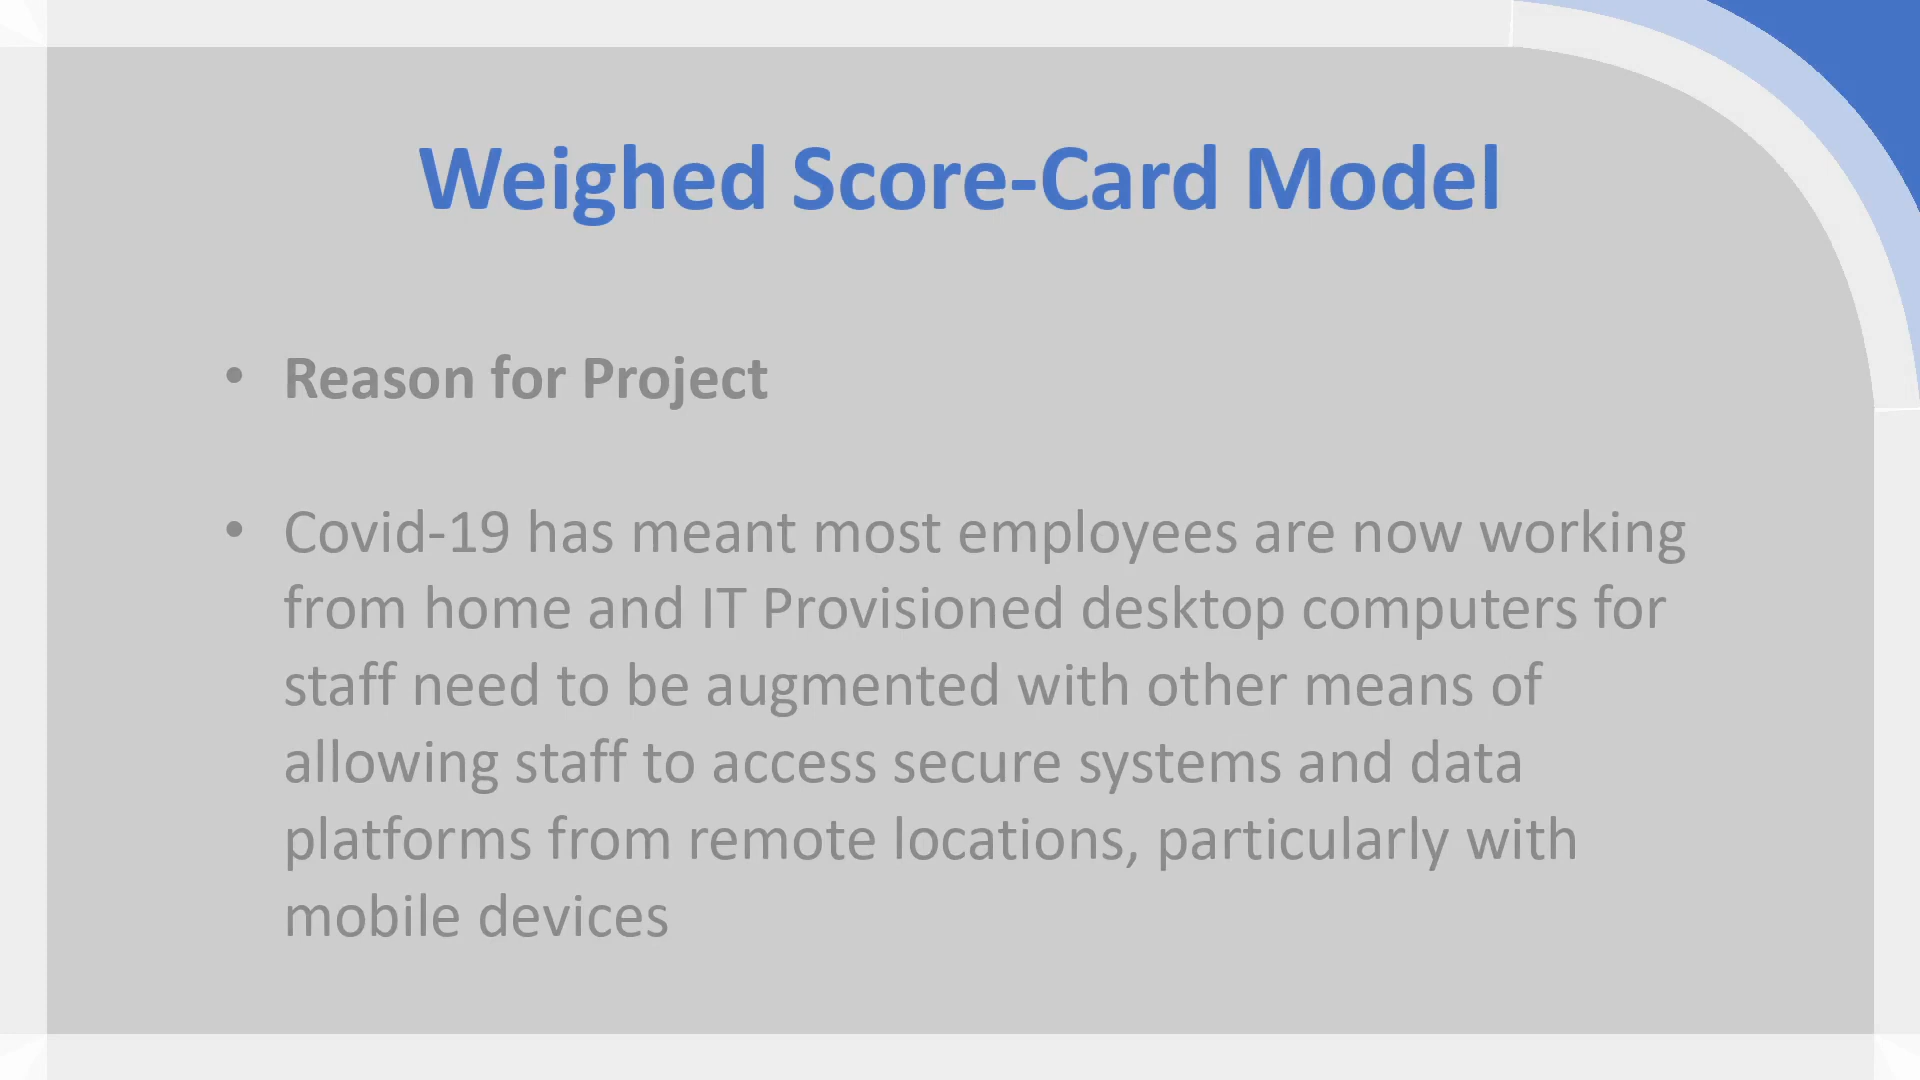 Weighed Score-Card Model
• Reason for Project
• Covid-19 has meant most employees are now working
from home and IT Provisioned desktop computers for
staff need to be augmented with other means of
allowing staff to access secure systems and data
platforms from remote locations, particularly with
mobile devices